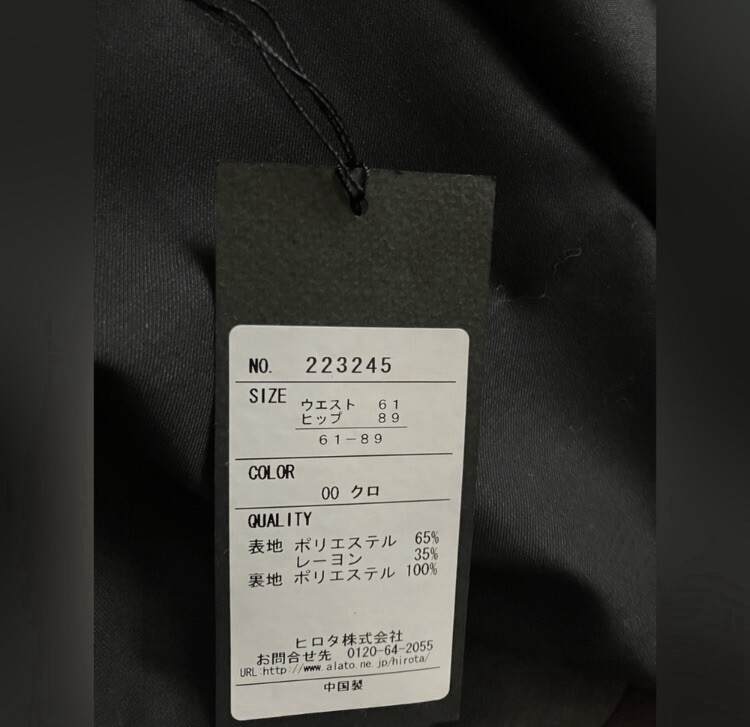 NO. 223245
SIZE
ウエスト 61
ヒップ 89
61-89
COLOR
00 クロ
QUALITY
表地 ポリエステル 65%
レーヨン 35%
裏地 ポリエステル 100%
ヒロタ株式会社
お問合せ先 0120-64-2055
URL:http://www.alato.ne.jp/hirota/
中国製